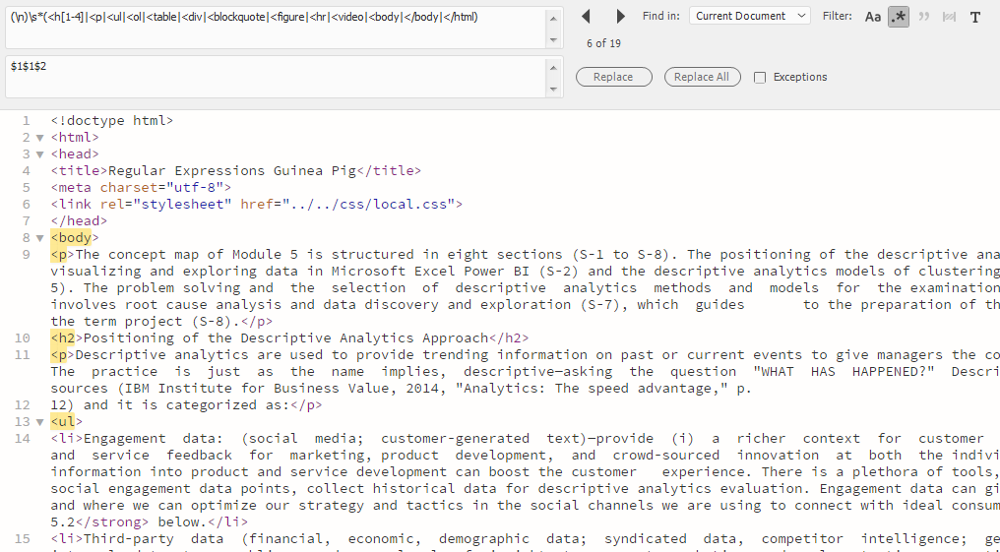 (\n)\s*(<h[1-4]|<p|<ul|<ol|<table|<div|<blockquote|<figure|<hr|<video|<body|</body|</html)
Find in: Current Document Filter: Aa .* T
6 of 19
$1$1$2
Replace Replace All Exceptions
1 <!doctype html>
2 <html>
3 <head>
4 <title>Regular Expressions Guinea Pig</title>
5 <meta charset="utf-8">
6 <link rel="stylesheet" href="../../css/local.css">
7 </head>
8 <body>
9 <p>The concept map of Module 5 is structured in eight sections (S-1 to S-8). The positioning of the descriptive ana
visualizing and exploring data in Microsoft Excel Power BI (S-2) and the descriptive analytics models of clustering
5). The problem solving and the selection of descriptive analytics methods and models for the examination
involves root cause analysis and data discovery and exploration (S-7), which guides to the preparation of th
the term project (S-8).</p>
10 <h2>Positioning of the Descriptive Analytics Approach</h2>
11 <p>Descriptive analytics are used to provide trending information on past or current events to give managers the co
The practice is just as the name implies, descriptive—asking the question "WHAT HAS HAPPENED?" Descri
sources (IBM Institute for Business Value, 2014, "Analytics: The speed advantage," p.
12 12) and it is categorized as:</p>
13 <ul>
14 <li>Engagement data: (social media; customer-generated text)—provide (i) a richer context for customer
and service feedback for marketing, product development, and crowd-sourced innovation at both the indivi
information into product and service development can boost the customer experience. There is a plethora of tools,
social engagement data points, collect historical data for descriptive analytics evaluation. Engagement data can gi
and where we can optimize our strategy and tactics in the social channels we are using to connect with ideal consum
5.2</strong> below.</li>
15 <li>Third-party data (financial, economic, demographic data; syndicated data, competitor intelligence; ge